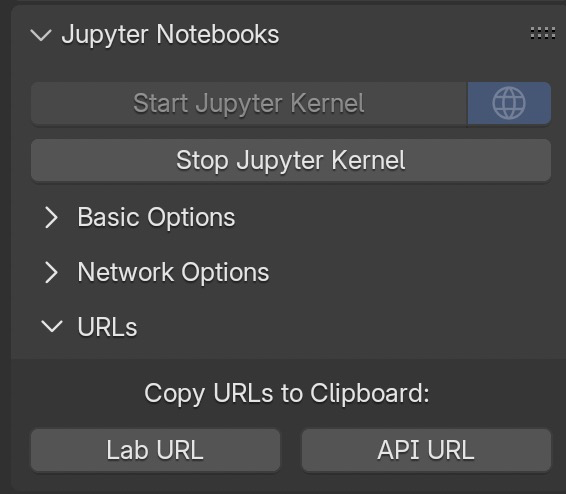 Jupyter Notebooks
Start Jupyter Kernel
Stop Jupyter Kernel
Basic Options
Network Options
URLs
Copy URLs to Clipboard:
Lab URL API URL